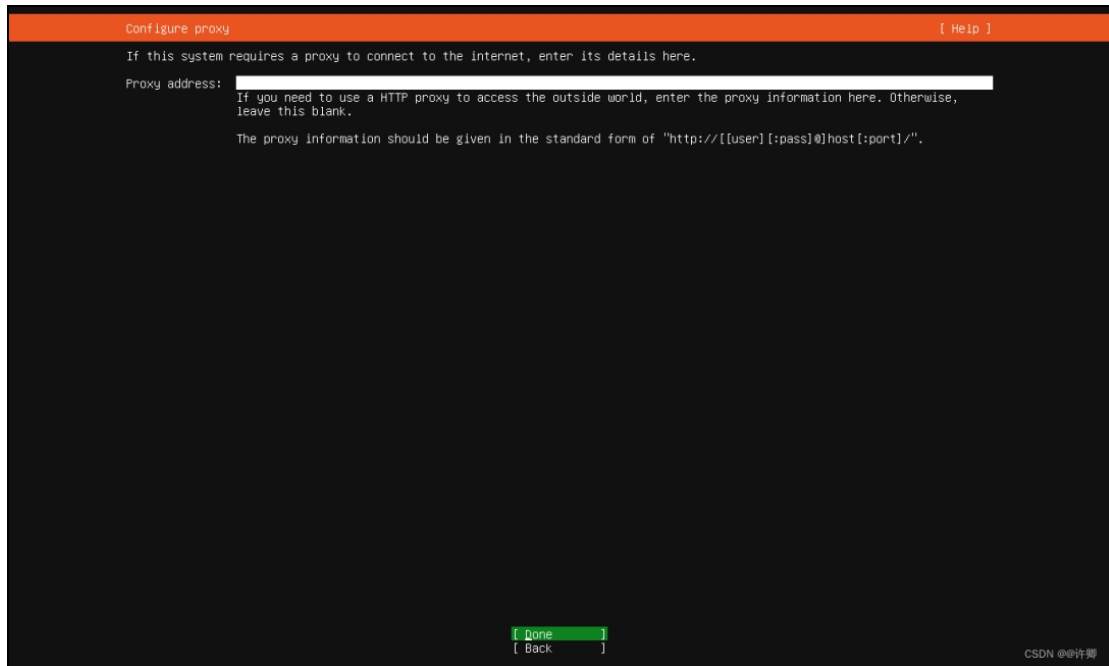 Configure proxy [ Help ]
If this system requires a proxy to connect to the internet, enter its details here.
Proxy address:
If you need to use a HTTP proxy to access the outside world, enter the proxy information here. Otherwise,
leave this blank.
The proxy information should be given in the standard form of "http://[[user][:pass]@]host[:port]/".
[ Done ]
[ Back ]
CSDN @@许卿